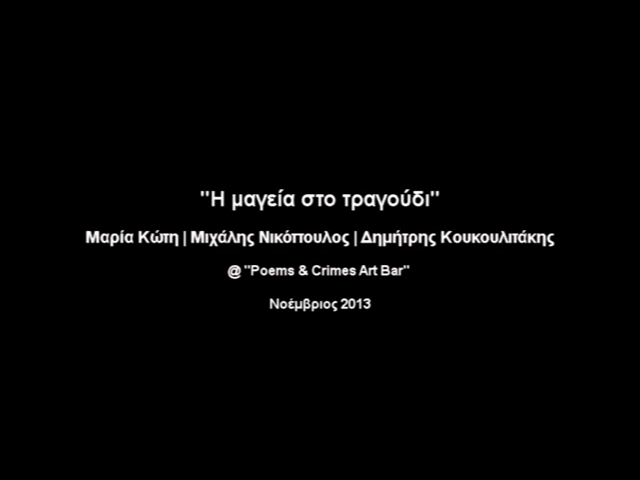 "Η μαγεία στο τραγούδι"
Μαρία Κώτη | Μιχάλης Νικόπουλος | Δημήτρης Κουκουλιτάκης
@ "Poems & Crimes Art Bar"
Νοέμβριος 2013